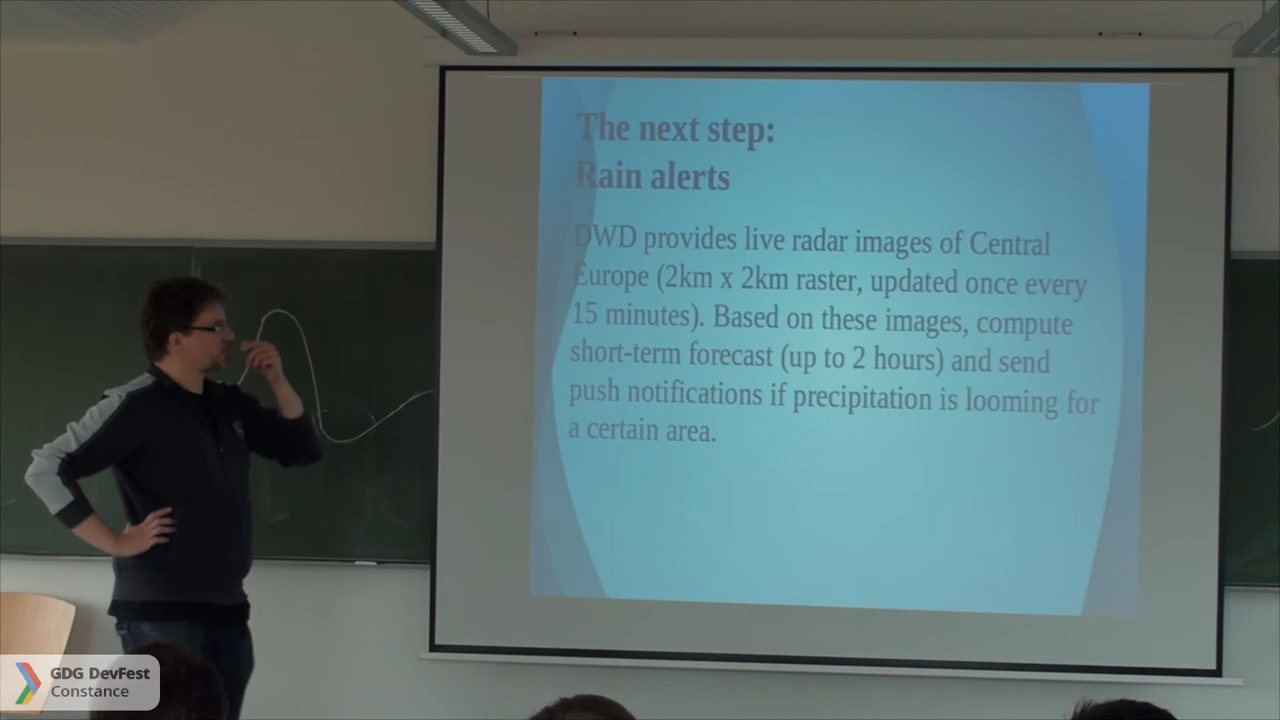 The next step:
Rain alerts
DWD provides live radar images of Central
Europe (2km x 2km raster, updated once every
15 minutes). Based on these images, compute
short-term forecast (up to 2 hours) and send
push notifications if precipitation is looming for
a certain area.
GDG DevFest
Constance